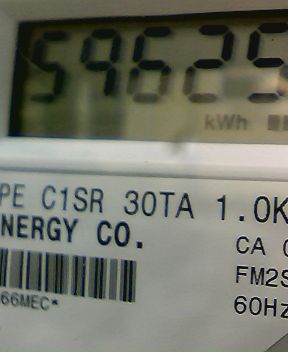 59625
kWh
PE C1SR 30TA 1.0K
NERGY CO.
CA
FM2S
66MEC*
60Hz